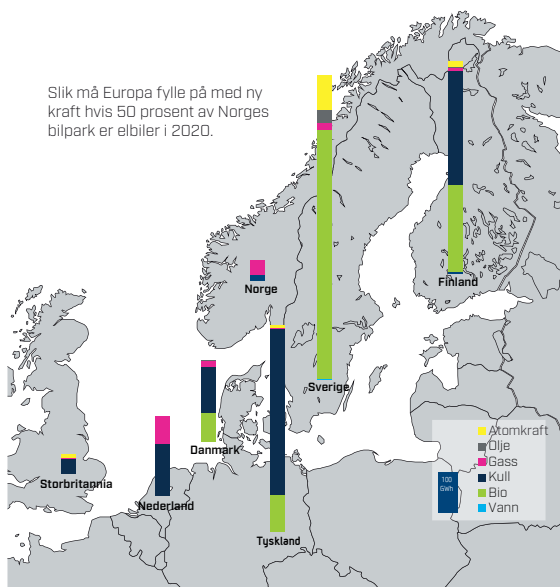 Slik må Europa fylle på med ny
kraft hvis 50 prosent av Norges
bilpark er elbiler i 2020.
Norge
Finland
Sverige
Danmark
Storbritannia
Nederland
Tyskland
Atomkraft
Olje
Gass
Kull
Bio
Vann
100
GWh